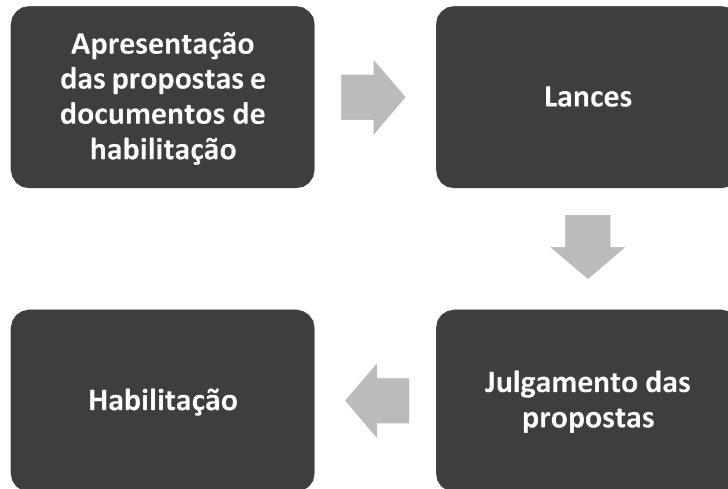 Apresentação
das propostas e
documentos de
habilitação
Lances
Julgamento das
propostas
Habilitação